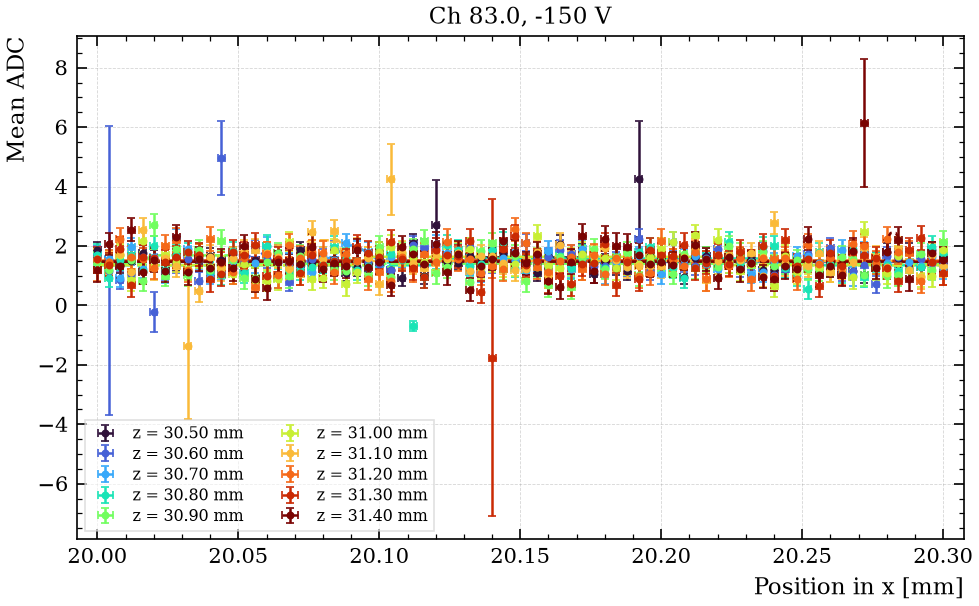 Ch 83.0, -150 V
Mean ADC
8
6
4
2
0
−2
−4
−6
z = 30.50 mm
z = 30.60 mm
z = 30.70 mm
z = 30.80 mm
z = 30.90 mm
z = 31.00 mm
z = 31.10 mm
z = 31.20 mm
z = 31.30 mm
z = 31.40 mm
20.00 20.05 20.10 20.15 20.20 20.25 20.30
Position in x [mm]